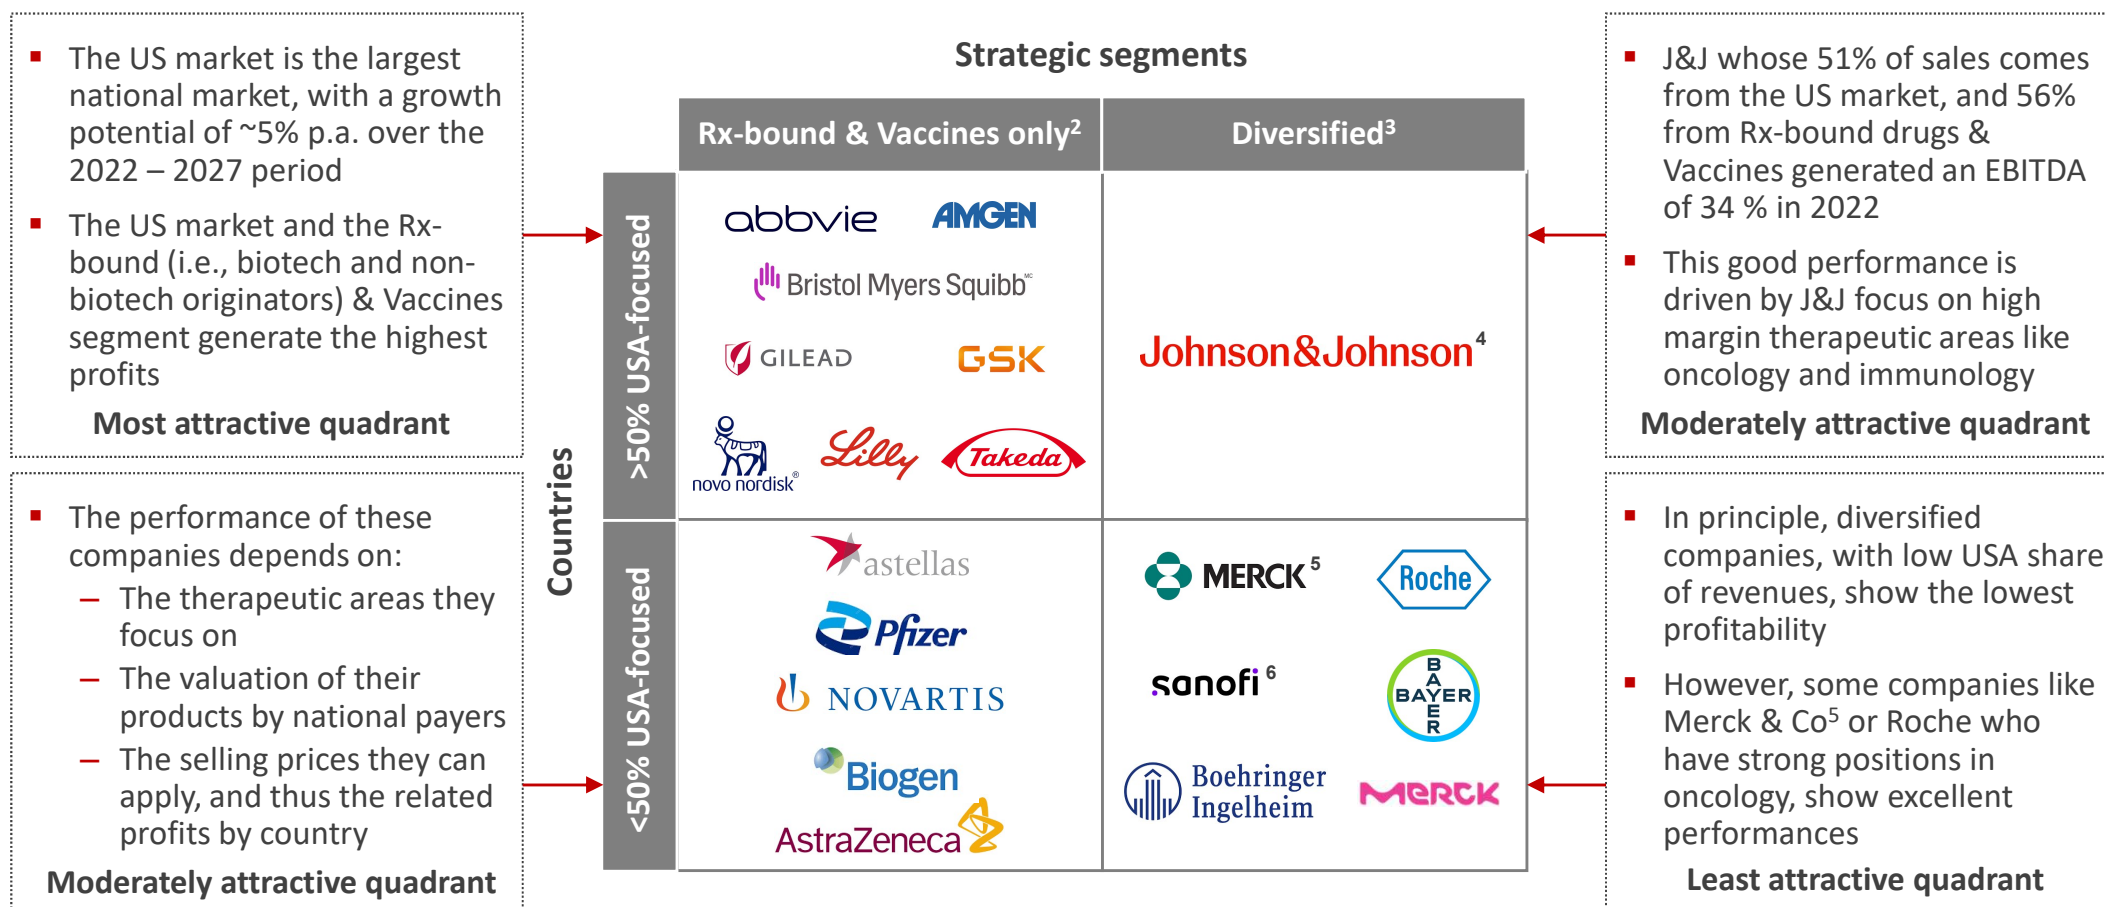 ▪ The US market is the largest
national market, with a growth
potential of ~5% p.a. over the
2022 – 2027 period
▪ The US market and the Rx-
bound (i.e., biotech and non-
biotech originators) & Vaccines
segment generate the highest
profits
Most attractive quadrant
▪ The performance of these
companies depends on:
– The therapeutic areas they
focus on
– The valuation of their
products by national payers
– The selling prices they can
apply, and thus the related
profits by country
Moderately attractive quadrant
Strategic segments
Rx-bound & Vaccines only² Diversified³
Countries
>50% USA-focused
abbvie AMGEN
Bristol Myers Squibb MC
GILEAD GSK
novo nordisk® Lilly Takeda
Johnson&Johnson ⁴
<50% USA-focused
astellas
Pfizer
NOVARTIS
Biogen
AstraZeneca
MERCK ⁵ Roche
sanofi ⁶ BAYER BAYER
Boehringer
Ingelheim
MERCK
▪ J&J whose 51% of sales comes
from the US market, and 56%
from Rx-bound drugs &
Vaccines generated an EBITDA
of 34 % in 2022
▪ This good performance is
driven by J&J focus on high
margin therapeutic areas like
oncology and immunology
Moderately attractive quadrant
▪ In principle, diversified
companies, with low USA share
of revenues, show the lowest
profitability
▪ However, some companies like
Merck & Co⁵ or Roche who
have strong positions in
oncology, show excellent
performances
Least attractive quadrant